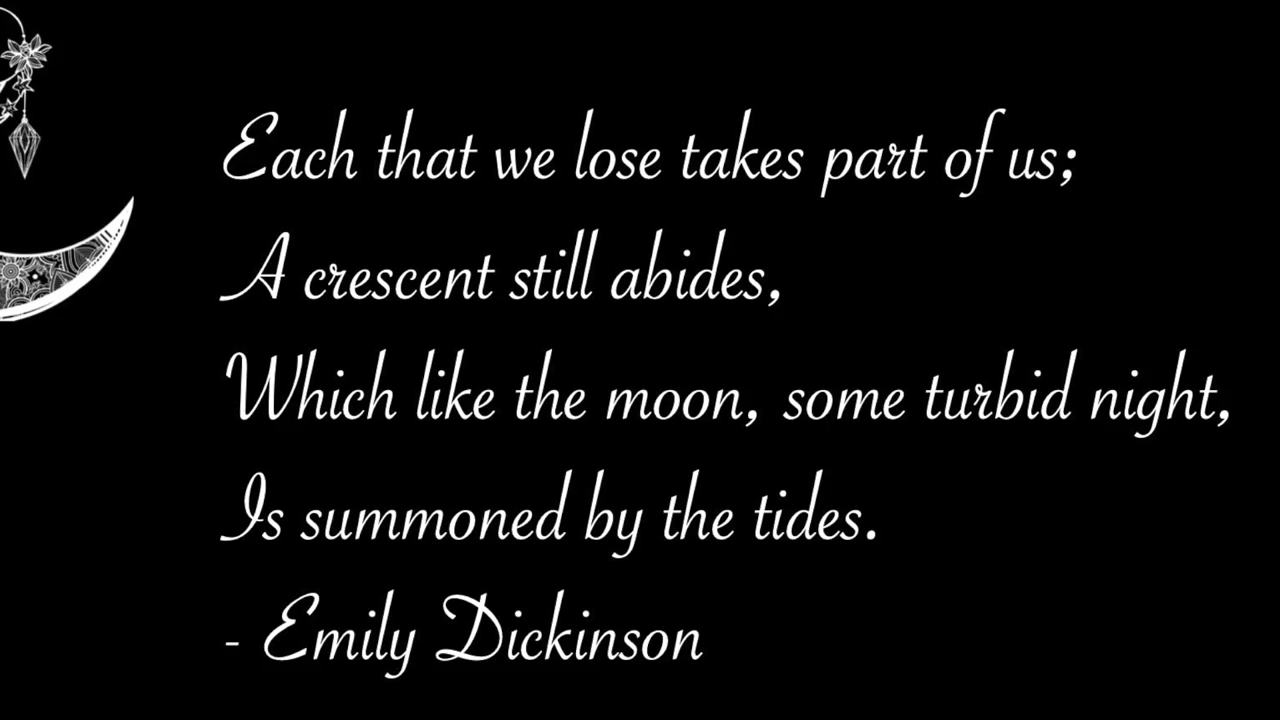 Each that we lose takes part of us;
A crescent still abides,
Which like the moon, some turbid night,
Is summoned by the tides.
- Emily Dickinson